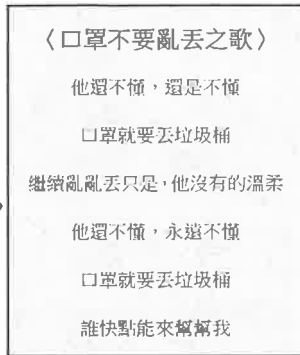 〈口罩不要亂丟之歌〉
他還不懂，還是不懂
口罩就要丟垃圾桶
繼續亂亂丟只是，他沒有的溫柔
他還不懂，永遠不懂
口罩就要丟垃圾桶
誰快點能來幫幫我